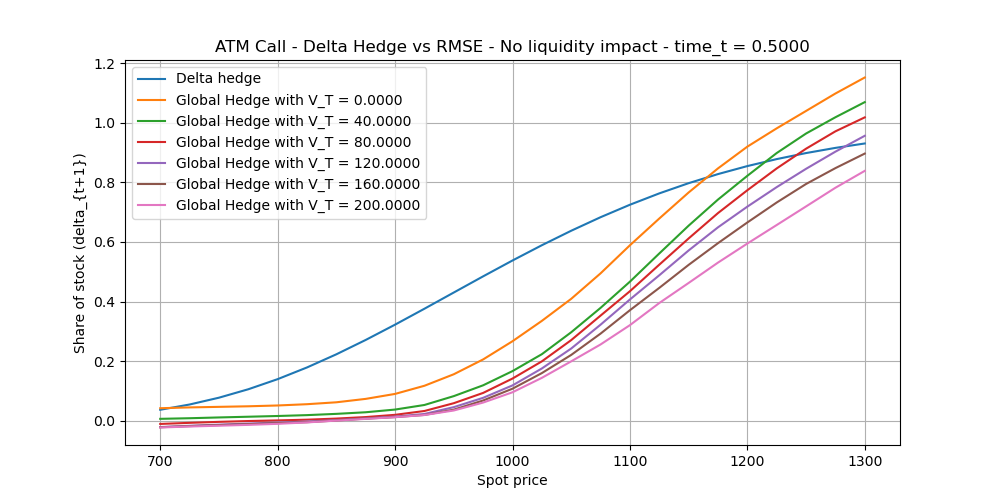 ATM Call - Delta Hedge vs RMSE - No liquidity impact - time_t = 0.5000
Share of stock (delta_{t+1})
1.2
1.0
0.8
0.6
0.4
0.2
0.0
Delta hedge
Global Hedge with V_T = 0.0000
Global Hedge with V_T = 40.0000
Global Hedge with V_T = 80.0000
Global Hedge with V_T = 120.0000
Global Hedge with V_T = 160.0000
Global Hedge with V_T = 200.0000
700 800 900 1000 1100 1200 1300
Spot price